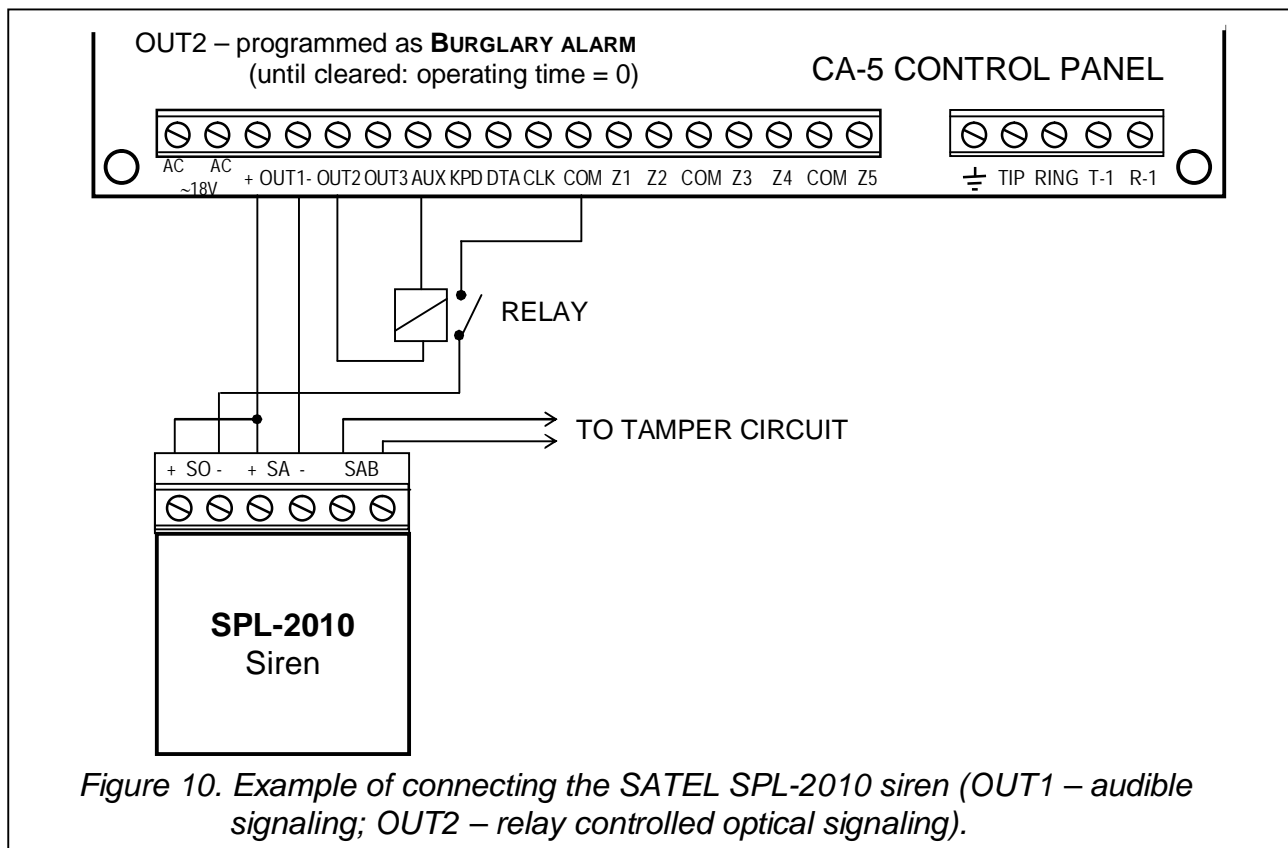 OUT2 – programmed as BURGLARY ALARM
(until cleared: operating time = 0)
CA-5 CONTROL PANEL
AC AC
~18V
+ OUT1- OUT2 OUT3 AUX KPD DTA CLK COM Z1 Z2 COM Z3 Z4 COM Z5
TIP RING T-1 R-1
RELAY
TO TAMPER CIRCUIT
+ SO - + SA - SAB
SPL-2010
Siren
Figure 10. Example of connecting the SATEL SPL-2010 siren (OUT1 – audible
signaling; OUT2 – relay controlled optical signaling).